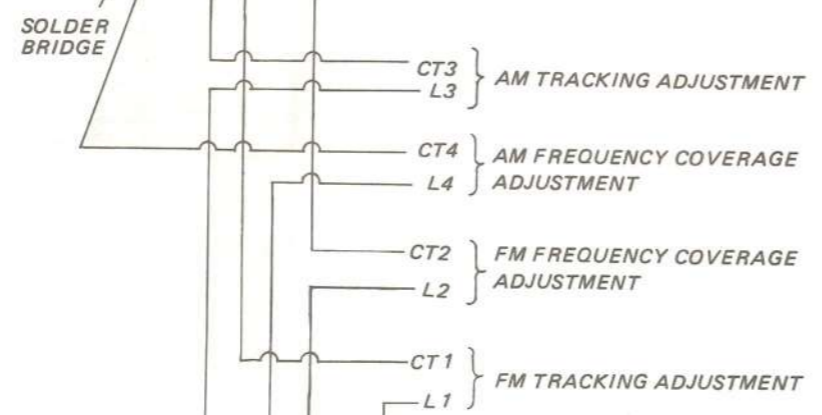 SOLDER
BRIDGE
CT3
L3
AM TRACKING ADJUSTMENT
CT4
L4
AM FREQUENCY COVERAGE
ADJUSTMENT
CT2
L2
FM FREQUENCY COVERAGE
ADJUSTMENT
CT1
L1
FM TRACKING ADJUSTMENT